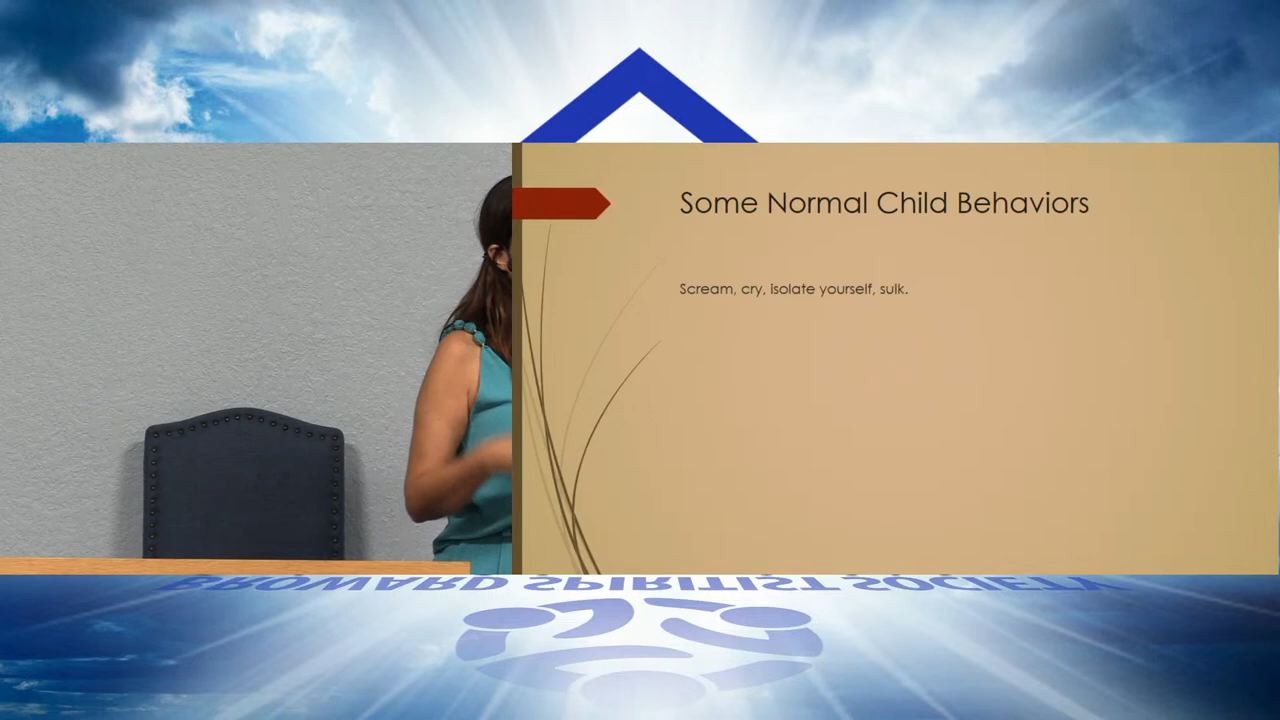 Some Normal Child Behaviors
Scream, cry, isolate yourself, sulk.
BROWARD SPIRITIST SOCIETY